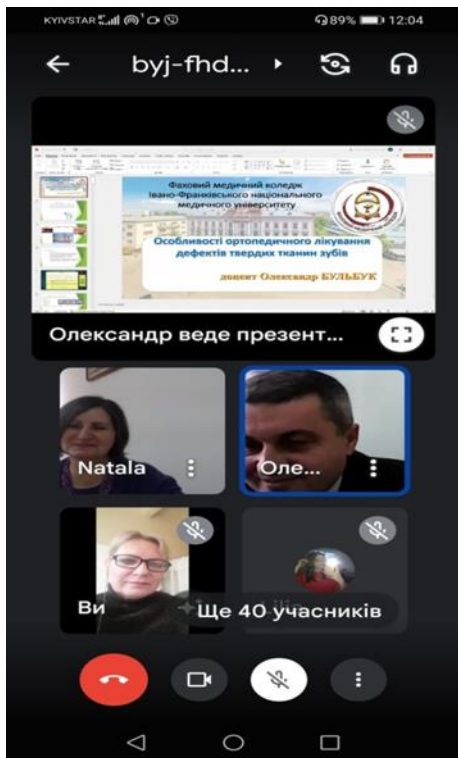 KYIVSTAR
89% 12:04
byj-fhd...
Фаховий медичний коледж
Івано-Франківського національного
медичного університету
Особливості ортопедичного лікування
дефектів твердих тканин зубів
доцент Олександр БУЛЬБУК
Олександр веде презент...
Natala
Оле...
Ви
Ще 40 учасників